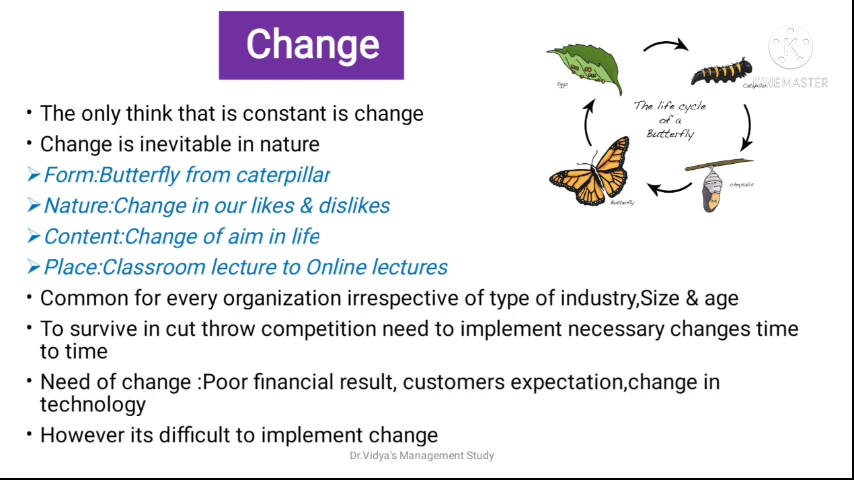 Change
KINEMASTER
Eggs
Caterpillar
The life cycle
of a
Butterfly
chrysalis
Butterfly
• The only think that is constant is change
• Change is inevitable in nature
➢ Form:Butterfly from caterpillar
➢ Nature:Change in our likes & dislikes
➢ Content:Change of aim in life
➢ Place:Classroom lecture to Online lectures
• Common for every organization irrespective of type of industry,Size & age
• To survive in cut throw competition need to implement necessary changes time
to time
• Need of change :Poor financial result, customers expectation,change in
technology
• However its difficult to implement change
Dr.Vidya's Management Study